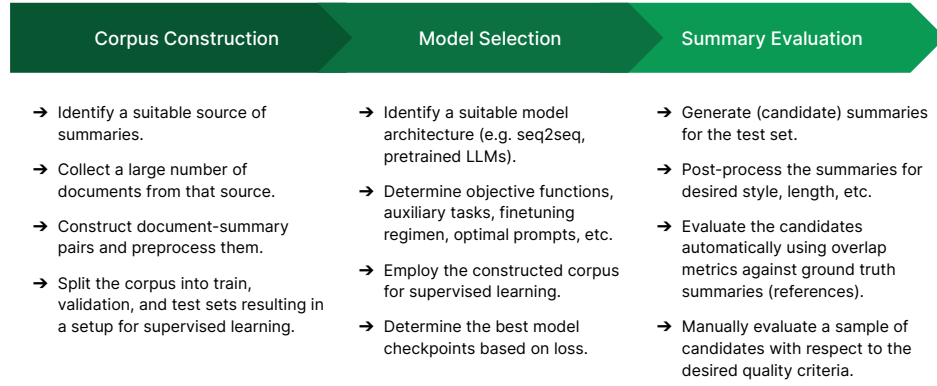 Corpus Construction
Model Selection
Summary Evaluation
➔ Identify a suitable source of
summaries.
➔ Collect a large number of
documents from that source.
➔ Construct document-summary
pairs and preprocess them.
➔ Split the corpus into train,
validation, and test sets resulting in
a setup for supervised learning.
➔ Identify a suitable model
architecture (e.g. seq2seq,
pretrained LLMs).
➔ Determine objective functions,
auxiliary tasks, finetuning
regimen, optimal prompts, etc.
➔ Employ the constructed corpus
for supervised learning.
➔ Determine the best model
checkpoints based on loss.
➔ Generate (candidate) summaries
for the test set.
➔ Post-process the summaries for
desired style, length, etc.
➔ Evaluate the candidates
automatically using overlap
metrics against ground truth
summaries (references).
➔ Manually evaluate a sample of
candidates with respect to the
desired quality criteria.